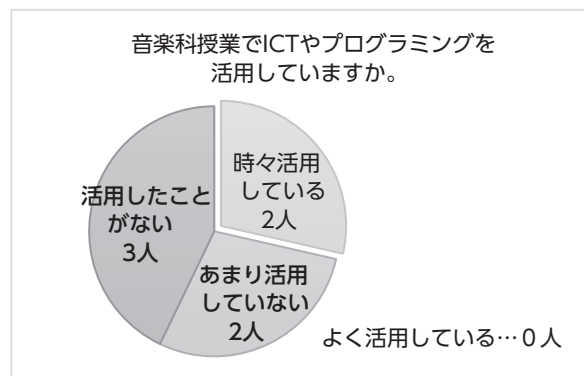 音楽科授業でICTやプログラミングを
活用していますか。
時々活用
している
2人
活用したこと
がない
3人
あまり活用
していない
2人
よく活用している…0人